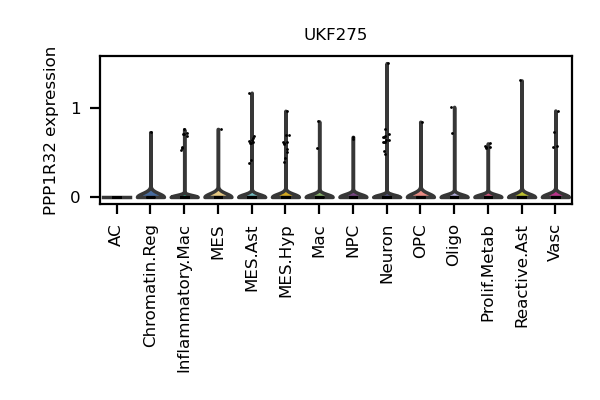 UKF275
PPP1R32 expression
1
0
AC
Chromatin.Reg
Inflammatory.Mac
MES
MES.Ast
MES.Hyp
Mac
NPC
Neuron
OPC
Oligo
Prolif.Metab
Reactive.Ast
Vasc